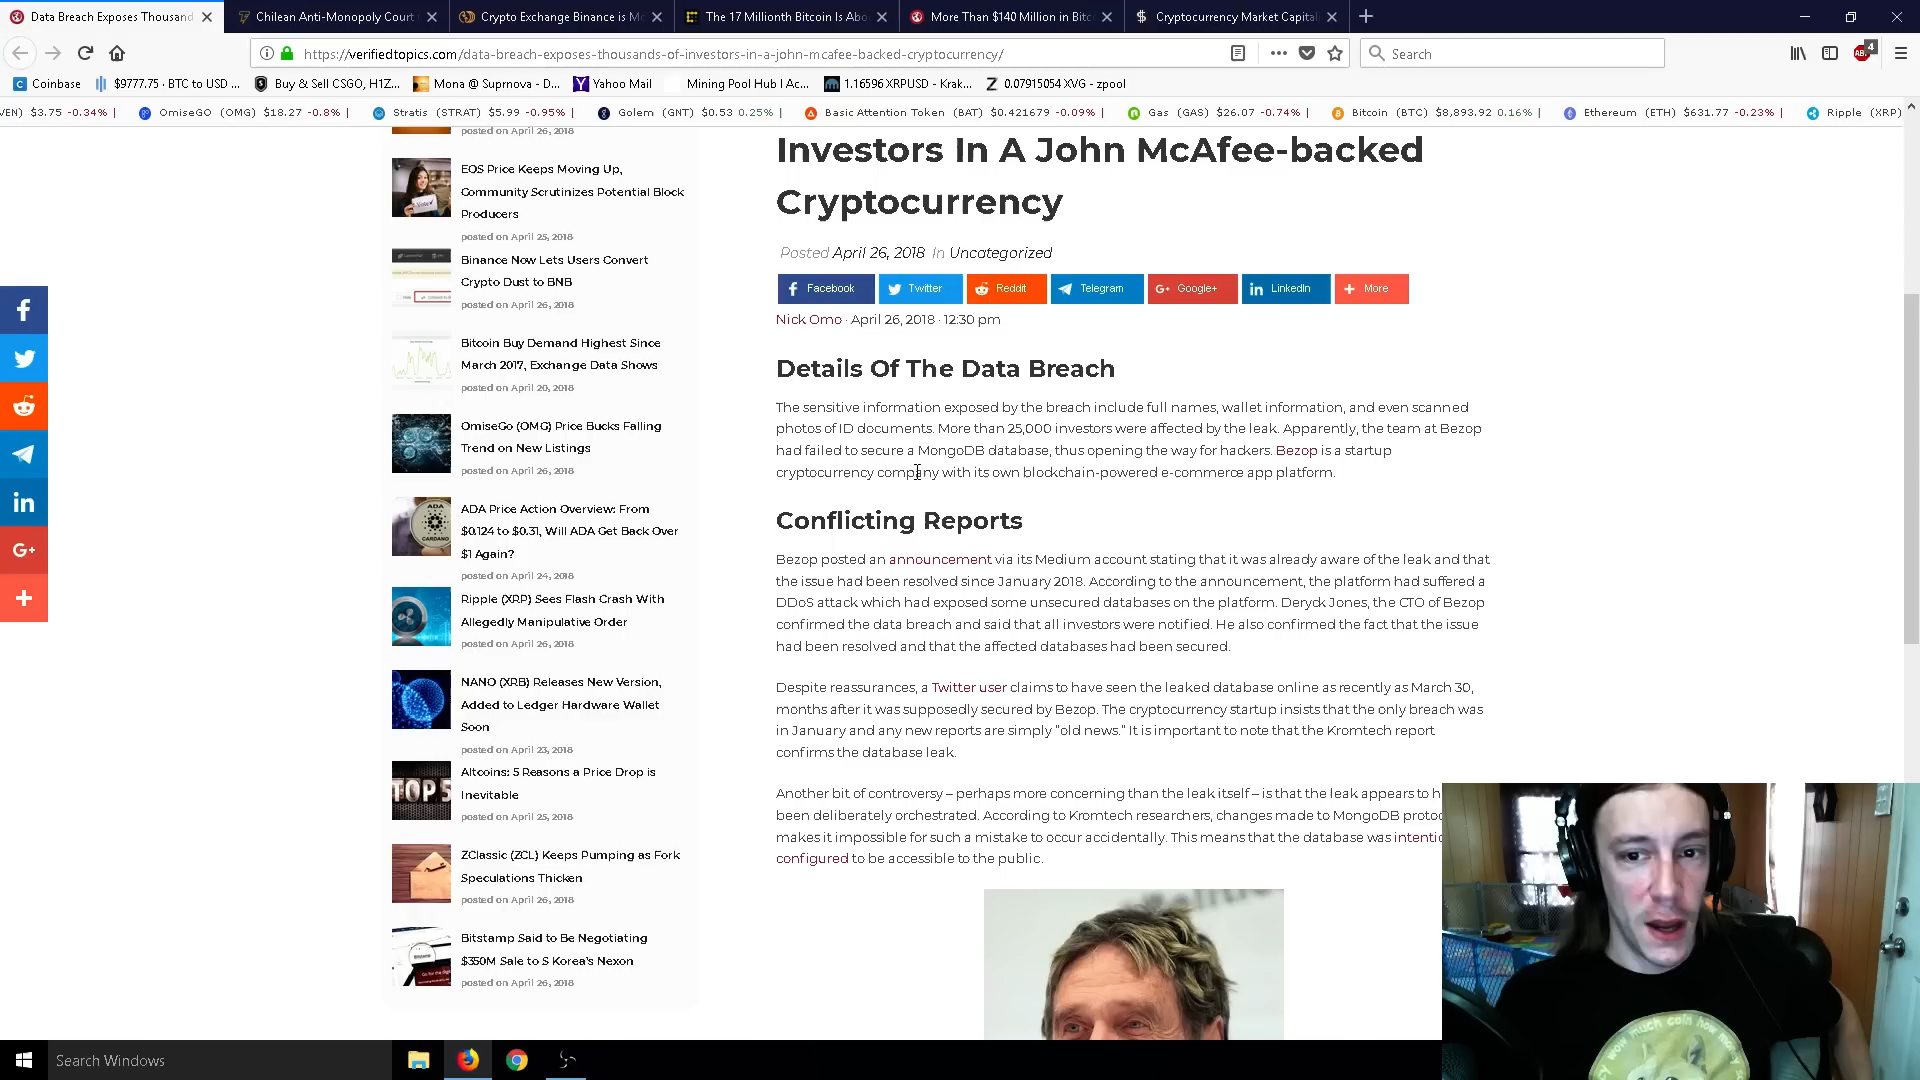 Data Breach Exposes Thousand
Chilean Anti-Monopoly Court
Crypto Exchange Binance is Mo
The 17 Millionth Bitcoin Is Abo
More Than $140 Million in Bitc
Cryptocurrency Market Capital
https://verifiedtopics.com/data-breach-exposes-thousands-of-investors-in-a-john-mcafee-backed-cryptocurrency/
Search
4
Coinbase
$9777.75 · BTC to USD ...
Buy & Sell CSGO, H1Z...
Mona @ Suprnova - D...
Yahoo Mail
Mining Pool Hub | Ac...
1.16596 XRPUSD - Krak...
0.07915054 XVG - zpool
VEN) $3.75 -0.34% |
OmiseGO (OMG) $18.27 -0.8% |
Stratis (STRAT) $5.99 -0.95% |
Golem (GNT) $0.53 0.25% |
Basic Attention Token (BAT) $0.421679 -0.09% |
Gas (GAS) $26.07 -0.74% |
Bitcoin (BTC) $8,893.92 0.16% |
Ethereum (ETH) $631.77 -0.23% |
Ripple (XRP)
posted on April 26, 2018
EOS Price Keeps Moving Up,
Community Scrutinizes Potential Block
Producers
posted on April 25, 2018
Binance Now Lets Users Convert
Crypto Dust to BNB
posted on April 26, 2018
Bitcoin Buy Demand Highest Since
March 2017, Exchange Data Shows
posted on April 20, 2018
OmiseGo (OMG) Price Bucks Falling
Trend on New Listings
posted on April 26, 2018
ADA Price Action Overview: From
$0.124 to $0.31, Will ADA Get Back Over
$1 Again?
posted on April 24, 2018
Ripple (XRP) Sees Flash Crash With
Allegedly Manipulative Order
posted on April 26, 2018
NANO (XRB) Releases New Version,
Added to Ledger Hardware Wallet
Soon
posted on April 23, 2018
TOP 5
Altcoins: 5 Reasons a Price Drop is
Inevitable
posted on April 25, 2018
ZClassic (ZCL) Keeps Pumping as Fork
Speculations Thicken
posted on April 26, 2018
Bitstamp Said to Be Negotiating
$350M Sale to S Korea's Nexon
posted on April 26, 2018
Investors In A John McAfee-backed
Cryptocurrency
Posted April 26, 2018 In Uncategorized
Facebook
Twitter
Reddit
Telegram
Google+
LinkedIn
More
Nick Omo · April 26, 2018 · 12:30 pm
Details Of The Data Breach
The sensitive information exposed by the breach include full names, wallet information, and even scanned
photos of ID documents. More than 25,000 investors were affected by the leak. Apparently, the team at Bezop
had failed to secure a MongoDB database, thus opening the way for hackers. Bezop is a startup
cryptocurrency company with its own blockchain-powered e-commerce app platform.
Conflicting Reports
Bezop posted an announcement via its Medium account stating that it was already aware of the leak and that
the issue had been resolved since January 2018. According to the announcement, the platform had suffered a
DDoS attack which had exposed some unsecured databases on the platform. Deryck Jones, the CTO of Bezop
confirmed the data breach and said that all investors were notified. He also confirmed the fact that the issue
had been resolved and that the affected databases had been secured.
Despite reassurances, a Twitter user claims to have seen the leaked database online as recently as March 30,
months after it was supposedly secured by Bezop. The cryptocurrency startup insists that the only breach was
in January and any new reports are simply “old news.” It is important to note that the Kromtech report
confirms the database leak.
Another bit of controversy – perhaps more concerning than the leak itself – is that the leak appears to h
been deliberately orchestrated. According to Kromtech researchers, changes made to MongoDB protoc
makes it impossible for such a mistake to occur accidentally. This means that the database was intentio
configured to be accessible to the public.
wow much coin how mo
Search Windows